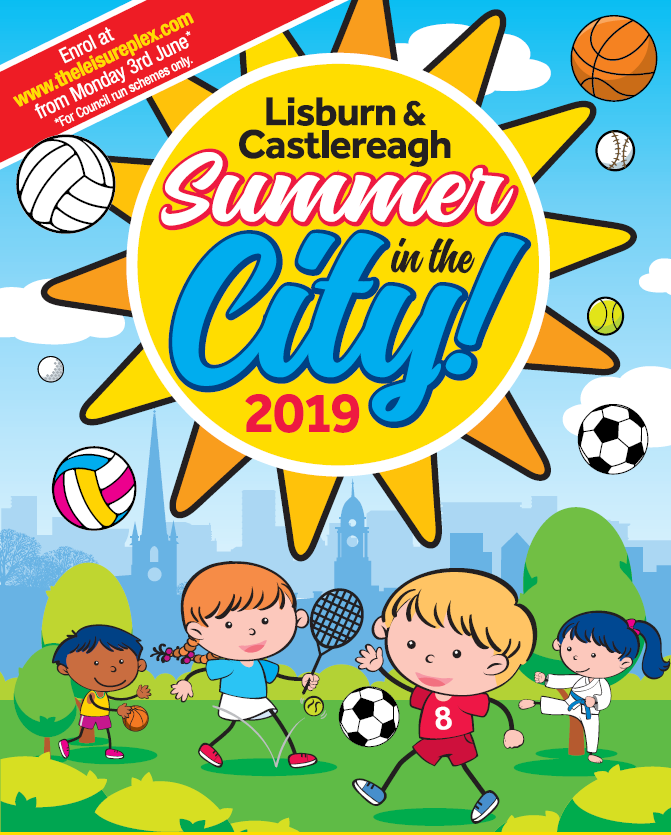 Enrol at
www.theleisureplex.com
from Monday 3rd June*
*For Council run schemes only.
Lisburn &
Castlereagh
Summer
in the
City!
2019
8